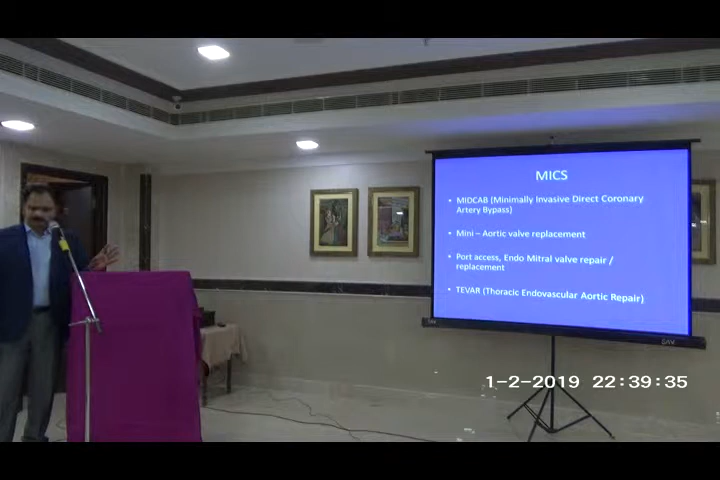 MICS
• MIDCAB (Minimally Invasive Direct Coronary
Artery Bypass)
• Mini – Aortic valve replacement
• Port access, Endo Mitral valve repair /
replacement
• TEVAR (Thoracic Endovascular Aortic Repair)
1-2-2019 22:39:35